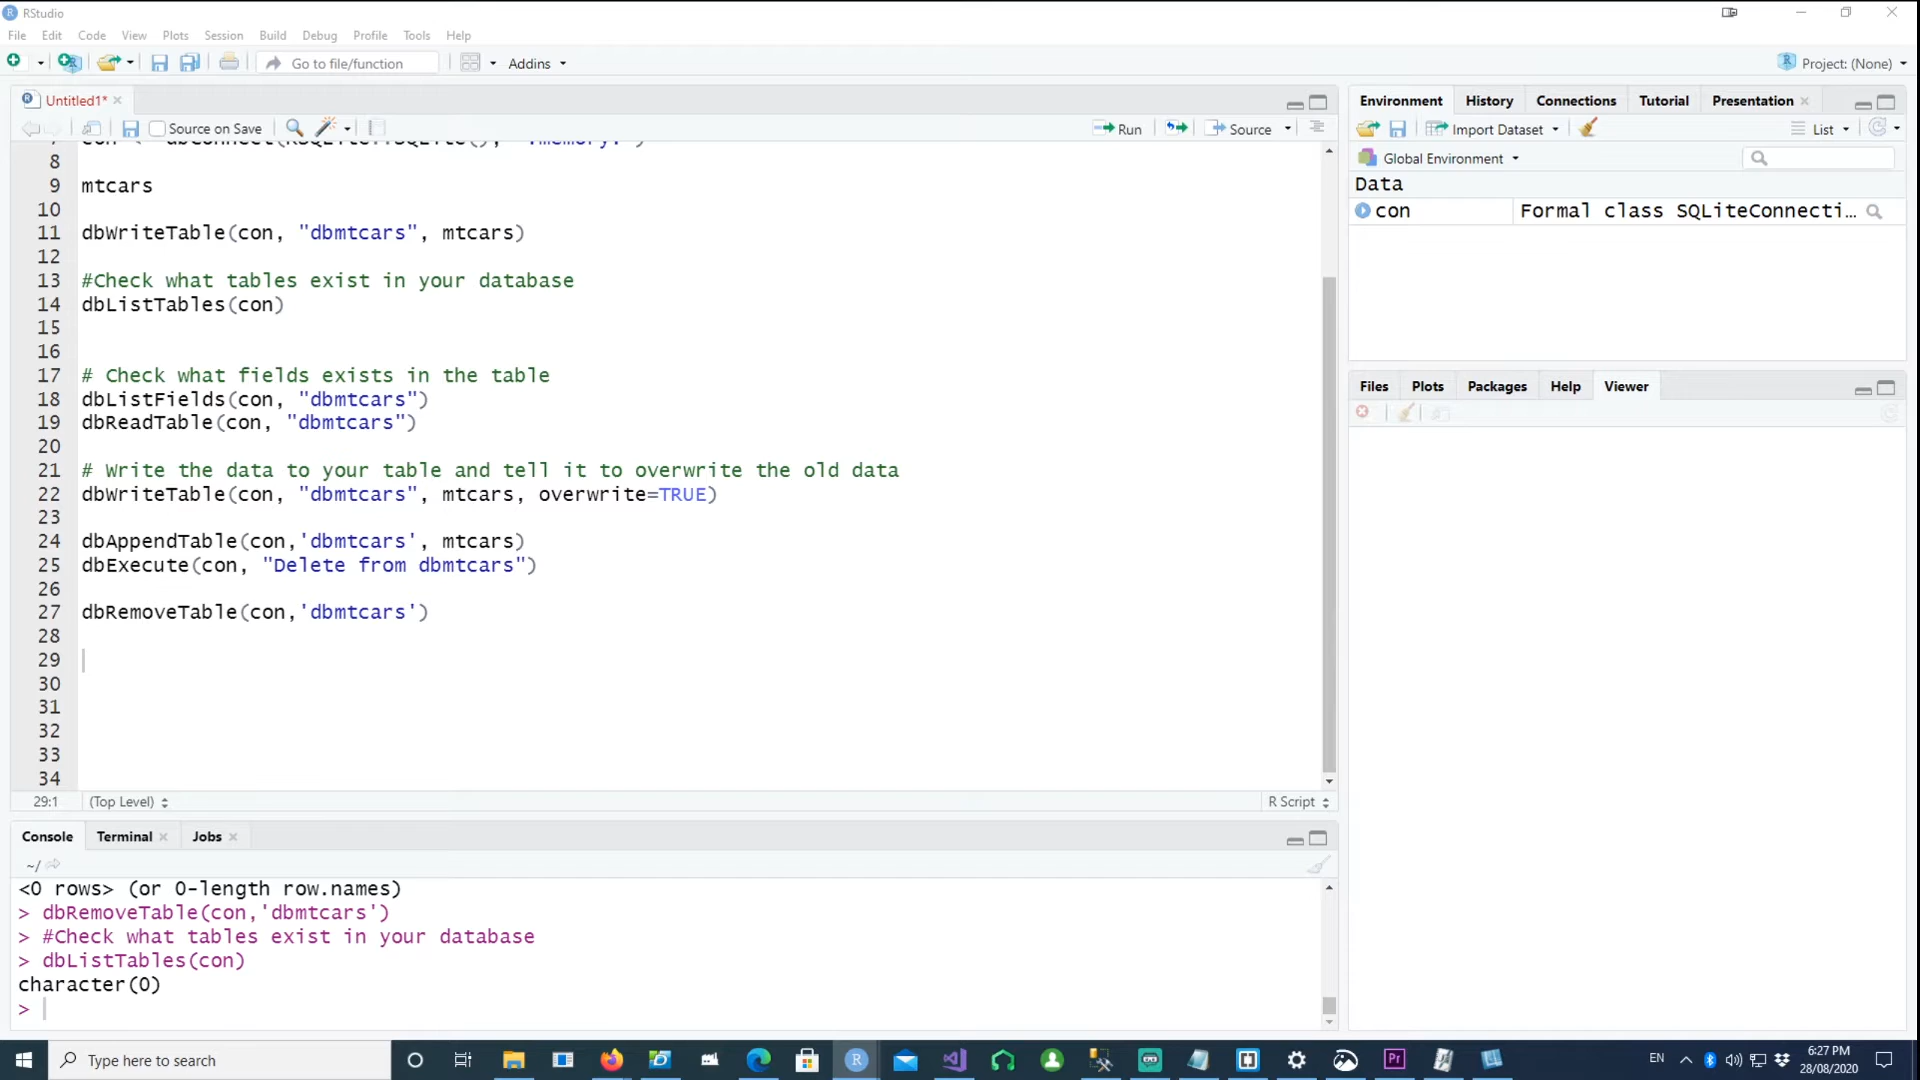 RStudio
File Edit Code View Plots Session Build Debug Profile Tools Help
Go to file/function Addins Project: (None)
Untitled1*
Source on Save Run Source
8
9 mtcars
10
11 dbWriteTable(con, "dbmtcars", mtcars)
12
13 #Check what tables exist in your database
14 dbListTables(con)
15
16
17 # Check what fields exists in the table
18 dbListFields(con, "dbmtcars")
19 dbReadTable(con, "dbmtcars")
20
21 # Write the data to your table and tell it to overwrite the old data
22 dbWriteTable(con, "dbmtcars", mtcars, overwrite=TRUE)
23
24 dbAppendTable(con,'dbmtcars', mtcars)
25 dbExecute(con, "Delete from dbmtcars")
26
27 dbRemoveTable(con,'dbmtcars')
28
29
30
31
32
33
34
29:1 (Top Level) R Script
Console Terminal Jobs
~/
<0 rows> (or 0-length row.names)
> dbRemoveTable(con,'dbmtcars')
> #Check what tables exist in your database
> dbListTables(con)
character(0)
>
Environment History Connections Tutorial Presentation
Import Dataset List
Global Environment
Data
con Formal class SQLiteConnecti…
Files Plots Packages Help Viewer
Type here to search
EN
6:27 PM
28/08/2020